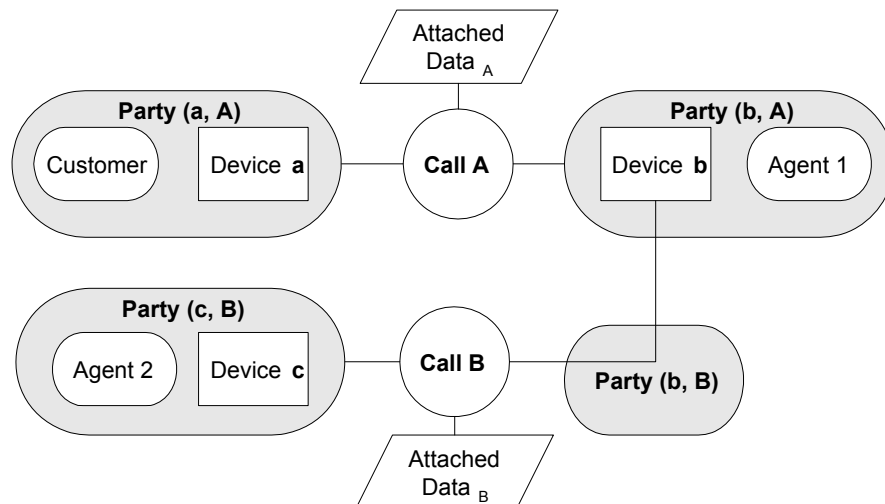 Attached
Data A
Party (a, A)
Customer
Device a
Call A
Party (b, A)
Device b
Agent 1
Party (c, B)
Agent 2
Device c
Call B
Party (b, B)
Attached
Data B